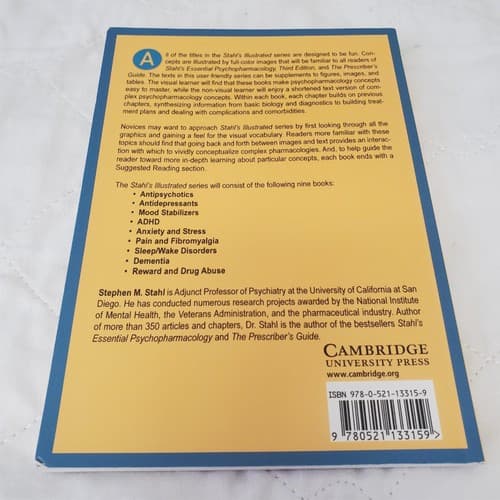 All of the titles in the Stahl's Illustrated series are designed to be fun. Con-
cepts are illustrated by full-color images that will be familiar to all readers of
Stahl's Essential Psychopharmacology, Third Edition, and The Prescriber's
Guide. The texts in this user-friendly series can be supplements to figures, images, and
tables. The visual learner will find that these books make psychopharmacology concepts
easy to master, while the non-visual learner will enjoy a shortened text version of com-
plex psychopharmacology concepts. Within each book, each chapter builds on previous
chapters, synthesizing information from basic biology and diagnostics to building treat-
ment plans and dealing with complications and comorbidities.
Novices may want to approach Stahl's Illustrated series by first looking through all the
graphics and gaining a feel for the visual vocabulary. Readers more familiar with these
topics should find that going back and forth between images and text provides an interac-
tion with which to vividly conceptualize complex pharmacologies. And, to help guide the
reader toward more in-depth learning about particular concepts, each book ends with a
Suggested Reading section.
The Stahl's Illustrated series will consist of the following nine books:
• Antipsychotics
• Antidepressants
• Mood Stabilizers
• ADHD
• Anxiety and Stress
• Pain and Fibromyalgia
• Sleep/Wake Disorders
• Dementia
• Reward and Drug Abuse
Stephen M. Stahl is Adjunct Professor of Psychiatry at the University of California at San
Diego. He has conducted numerous research projects awarded by the National Institute
of Mental Health, the Veterans Administration, and the pharmaceutical industry. Author
of more than 350 articles and chapters, Dr. Stahl is the author of the bestsellers Stahl's
Essential Psychopharmacology and The Prescriber's Guide.
CAMBRIDGE
UNIVERSITY PRESS
www.cambridge.org
ISBN 978-0-521-13315-9
9 780521 133159 >